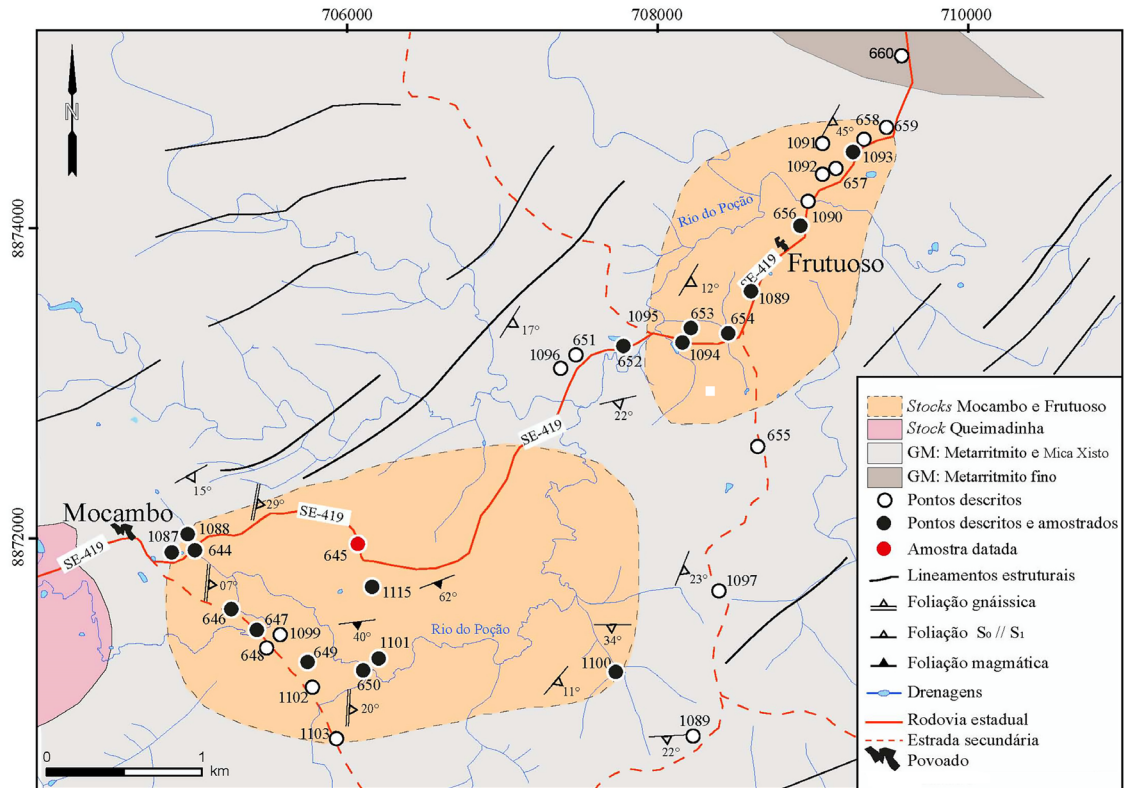 706000
708000
710000
8874000
8872000
N
660
658
659
45°
1091
1093
1092
657
Rio do Poção
656
1090
Frutuoso
SE-419
12°
1089
1095
653
654
17°
651
1096
652
1094
22°
SE-419
655
15°
29°
Mocambo
SE-419
1088
1087
644
645
SE-419
07°
1115
62°
23°
1097
646
647
1099
40°
Rio do Poção
34°
648
649
1101
650
1100
11°
1102
20°
1103
1089
22°
0
1
km
Stocks Mocambo e Frutuoso
Stock Queimadinha
GM: Metarritmito e Mica Xisto
GM: Metarritmito fino
Pontos descritos
Pontos descritos e amostrados
Amostra datada
Lineamentos estruturais
Foliação gnáissica
Foliação S0 // S1
Foliação magmática
Drenagens
Rodovia estadual
Estrada secundária
Povoado